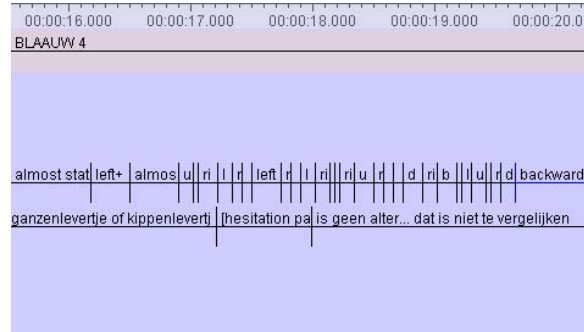 00:00:16.000 00:00:17.000 00:00:18.000 00:00:19.000 00:00:20.0
BLAAUW 4
almost stat left+ almos u ri l r left r l ri ri u r d ri b l u r d backward
ganzenlevertje of kippenlevertj [hesitation pa is geen alter... dat is niet te vergelijken